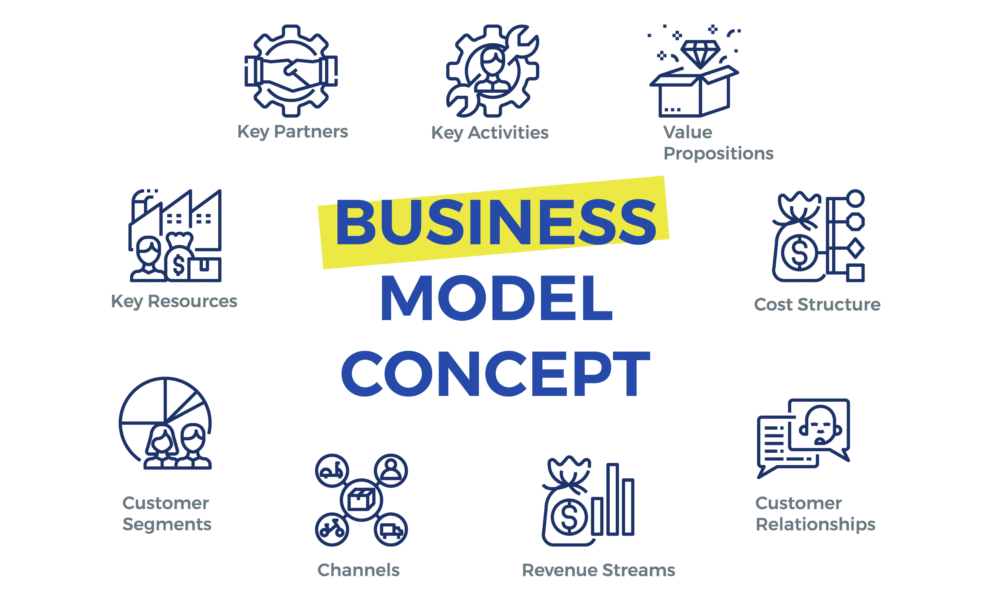 Key Partners
Key Activities
Value
Propositions
BUSINESS
MODEL
CONCEPT
$
Key Resources
$
Cost Structure
Customer
Segments
Channels
$
Revenue Streams
Customer
Relationships